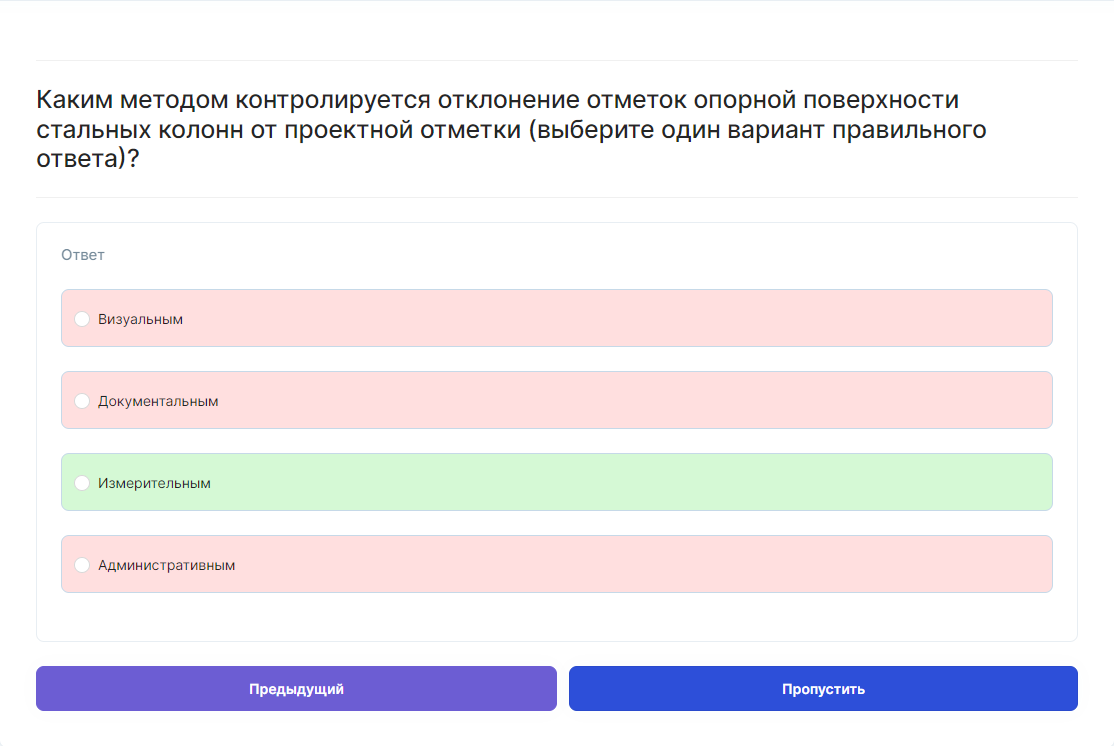 Каким методом контролируется отклонение отметок опорной поверхности
стальных колонн от проектной отметки (выберите один вариант правильного
ответа)?
Ответ
Визуальным
Документальным
Измерительным
Административным
Предыдущий
Пропустить